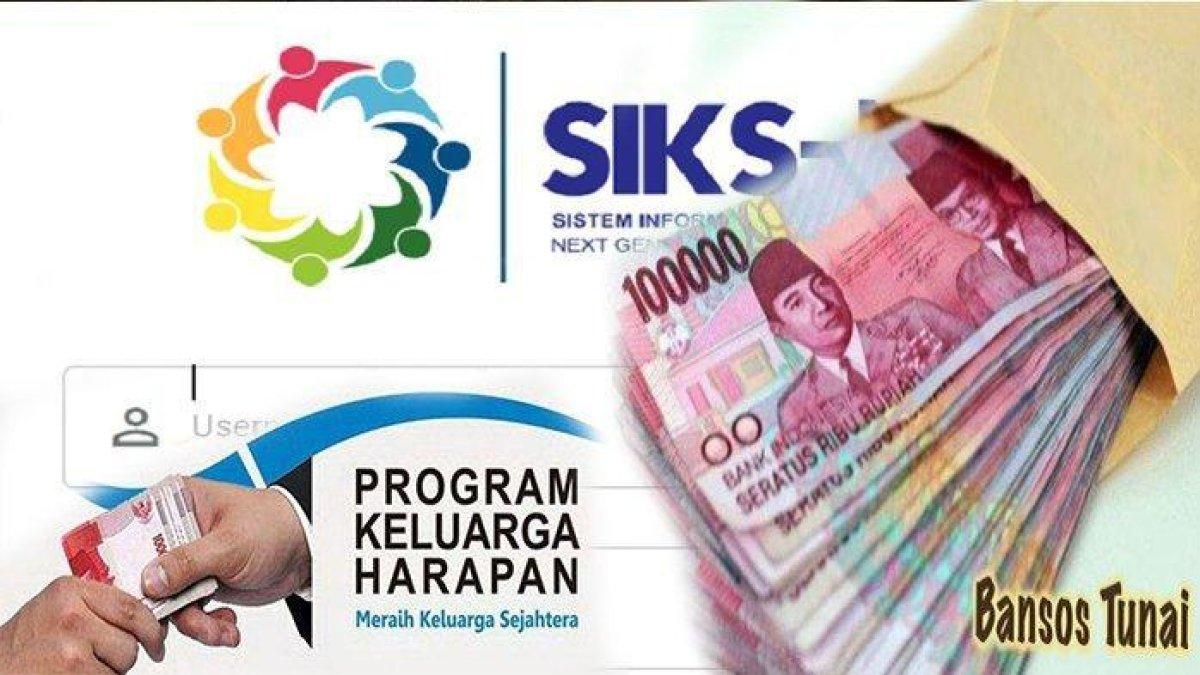 SIKS-
SISTEM INFORM
NEXT GEN
100000
BANK INDONESIA
SERATUS RIBU RUPIAH
Usern
PROGRAM
KELUARGA
HARAPAN
Meraih Keluarga Sejahtera
Bansos Tunai